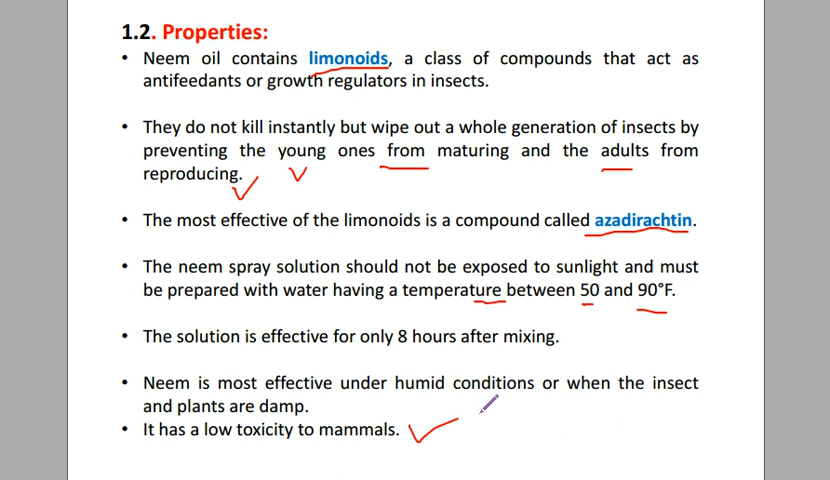 1.2. Properties:
• Neem oil contains limonoids, a class of compounds that act as
antifeedants or growth regulators in insects.
• They do not kill instantly but wipe out a whole generation of insects by
preventing the young ones from maturing and the adults from
reproducing.
• The most effective of the limonoids is a compound called azadirachtin.
• The neem spray solution should not be exposed to sunlight and must
be prepared with water having a temperature between 50 and 90°F.
• The solution is effective for only 8 hours after mixing.
• Neem is most effective under humid conditions or when the insect
and plants are damp.
• It has a low toxicity to mammals.